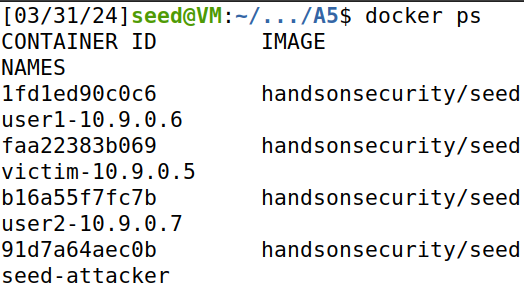 [03/31/24]seed@VM:~/.../A5$ docker ps
CONTAINER ID        IMAGE
NAMES
1fd1ed90c0c6        handsonsecurity/seed
user1-10.9.0.6
faa22383b069        handsonsecurity/seed
victim-10.9.0.5
b16a55f7fc7b        handsonsecurity/seed
user2-10.9.0.7
91d7a64aec0b        handsonsecurity/seed
seed-attacker